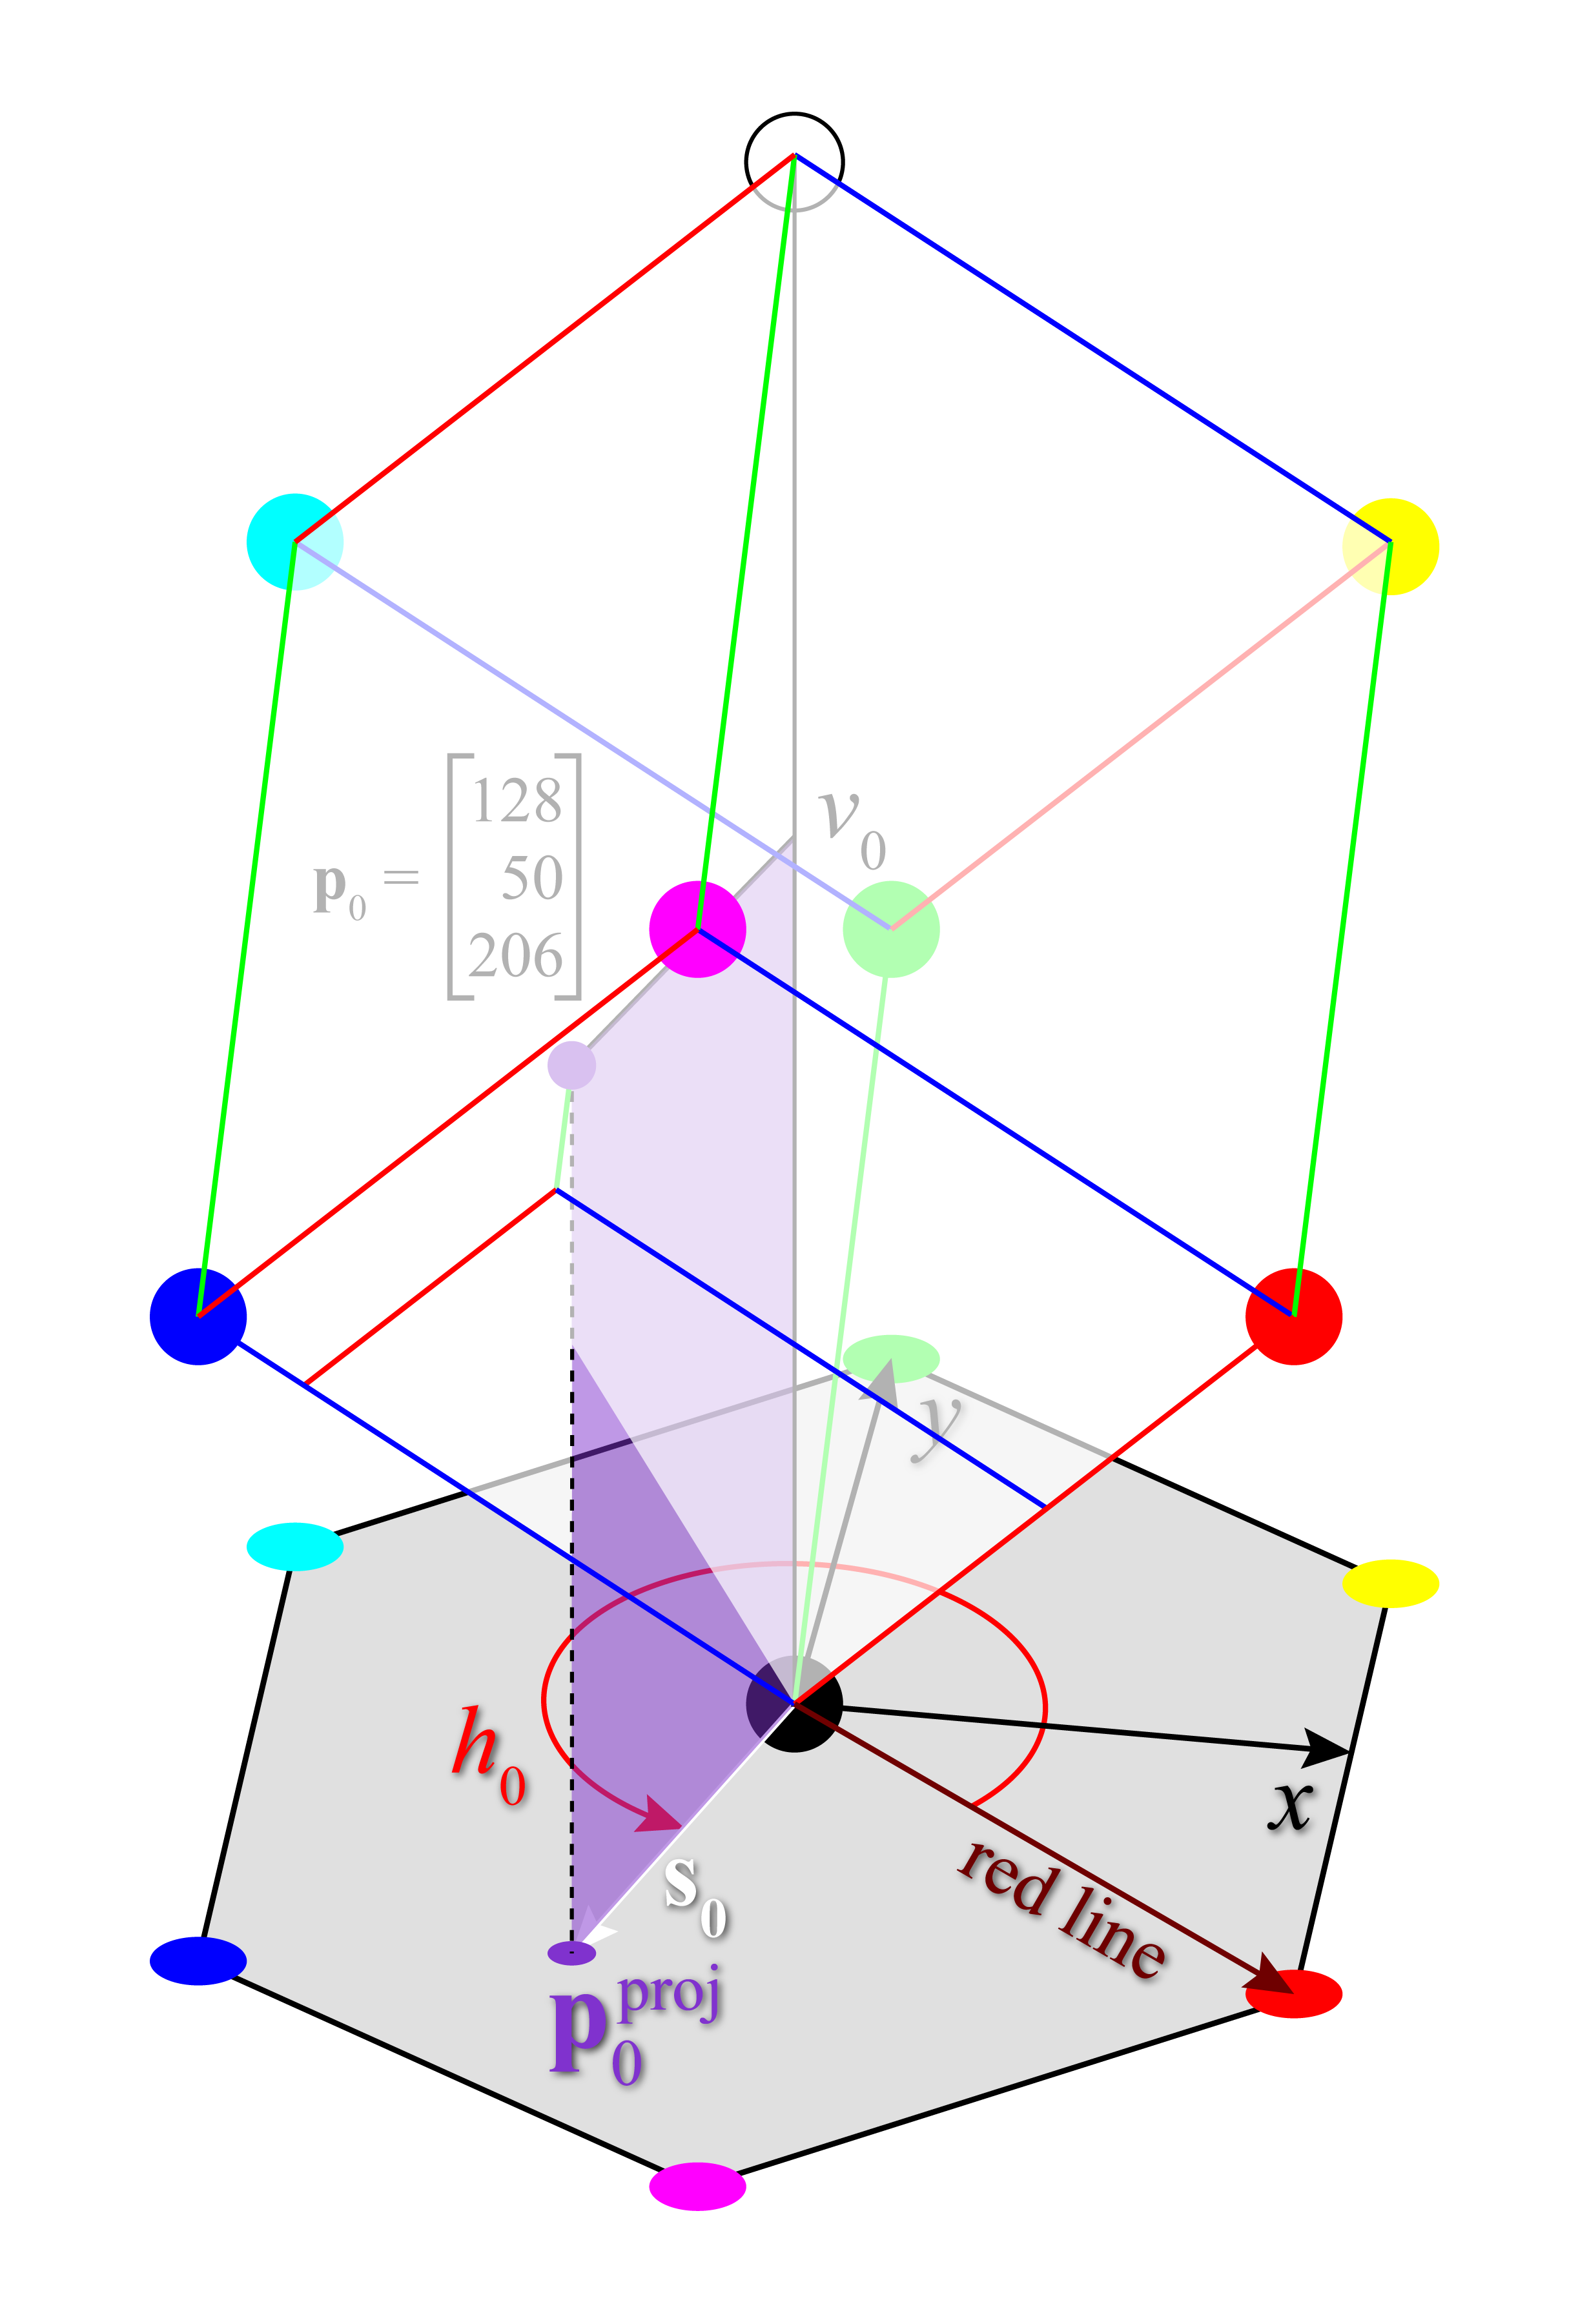 v₀
p₀ = [128
50
206]
y
h₀
x
s₀
red line
p₀ᵖʳᵒʲ